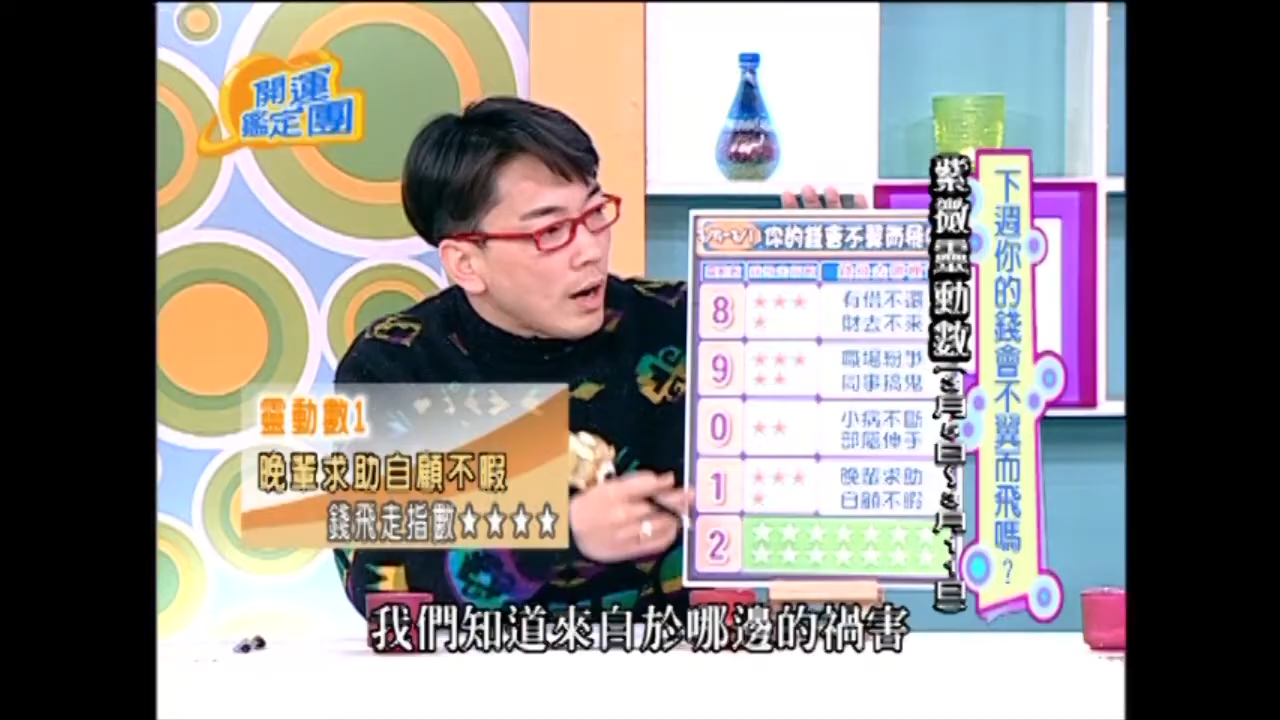 開運
鑑定團
下週你的錢會不翼而飛嗎?
紫微靈動數
你的錢會不翼而飛
8
★★★
★
有借不還
財去不來
9
★★★
★★
職場紛爭
同事搞鬼
0
★★
小病不斷
部屬伸手
1
★★★
★
晚輩求助
自顧不暇
2
靈動數1
晚輩求助自顧不暇
錢飛走指數★★★★
我們知道來自於哪邊的禍害